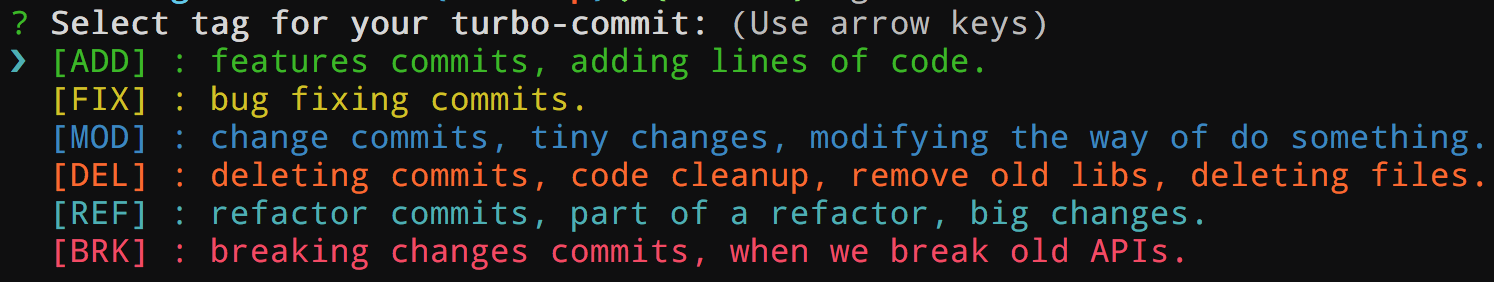 ? Select tag for your turbo-commit: (Use arrow keys)
❯ [ADD] : features commits, adding lines of code.
[FIX] : bug fixing commits.
[MOD] : change commits, tiny changes, modifying the way of do something.
[DEL] : deleting commits, code cleanup, remove old libs, deleting files.
[REF] : refactor commits, part of a refactor, big changes.
[BRK] : breaking changes commits, when we break old APIs.